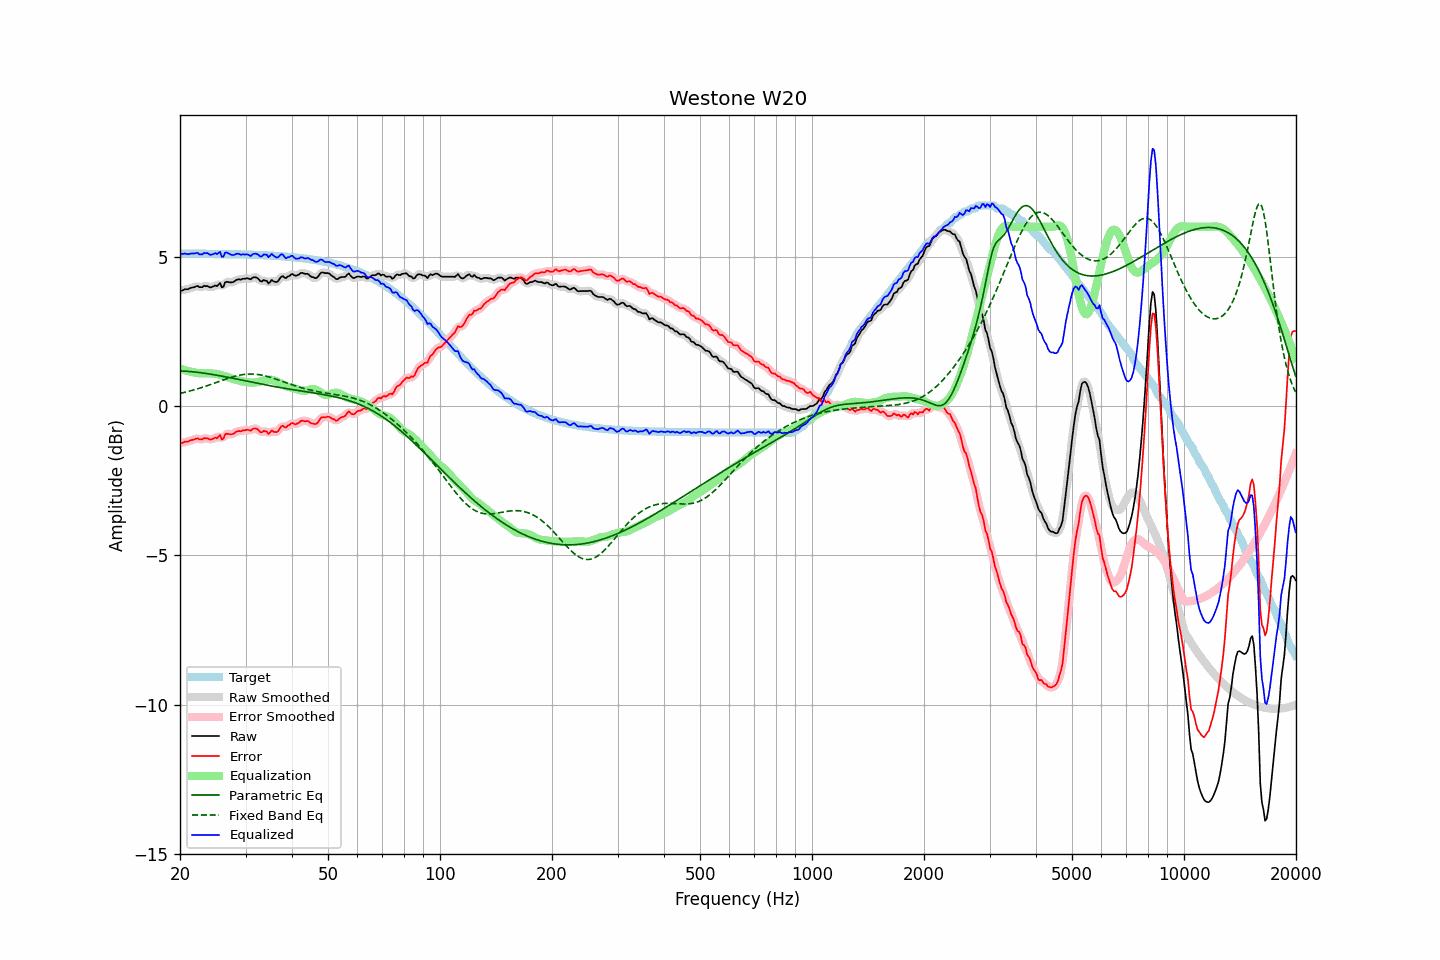 Westone W20
Amplitude (dBr)
5
0
−5
−10
−15
Target
Raw Smoothed
Error Smoothed
Raw
Error
Equalization
Parametric Eq
Fixed Band Eq
Equalized
20 50 100 200 500 1000 2000 5000 10000 20000
Frequency (Hz)